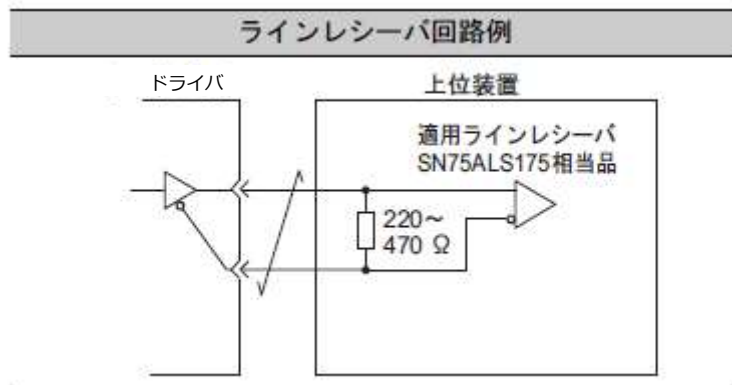 ラインレシーバ回路例
ドライバ
上位装置
適用ラインレシーバ
SN75ALS175相当品
220～
470 Ω